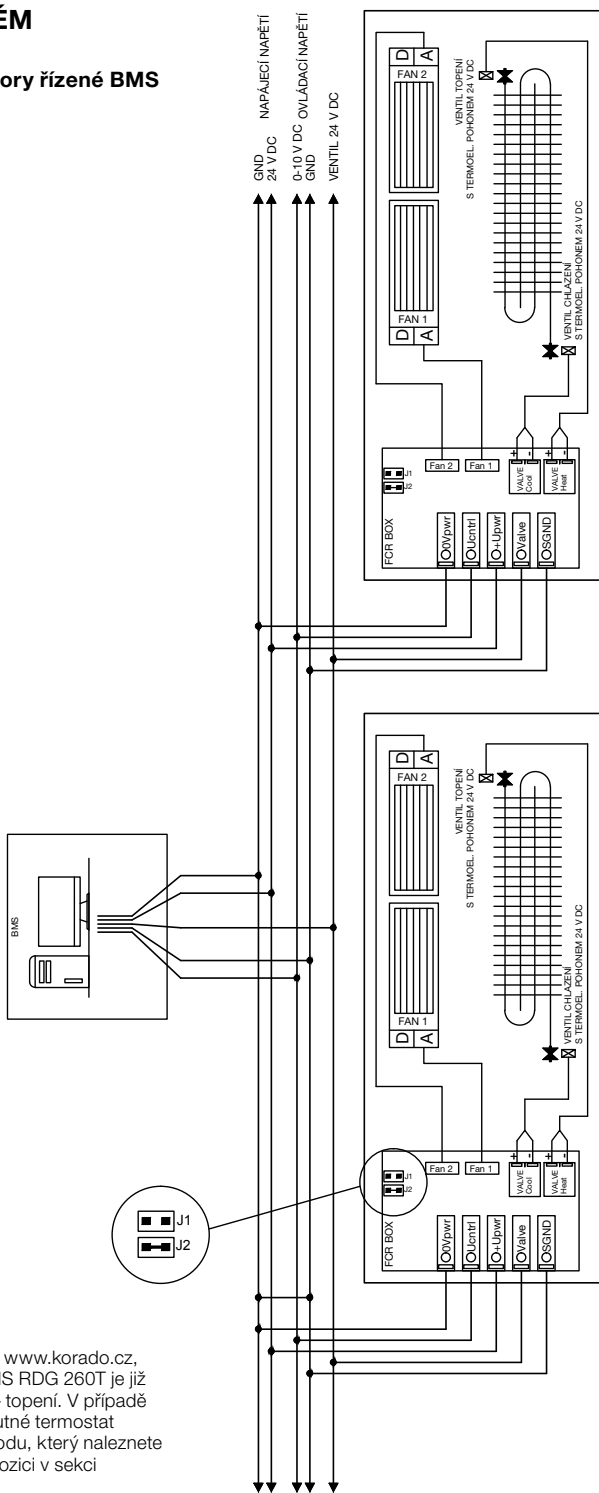 ÉM
ory řízené BMS
GND
24 V DC
NAPÁJECÍ NAPĚTÍ
0-10 V DC
GND
OVLÁDACÍ NAPĚTÍ
VENTIL 24 V DC
D
A
FAN 2
D
A
FAN 1
VENTIL TOPENÍ
S TERMOEL. POHONEM 24 V DC
VENTIL CHLAZENÍ
S TERMOEL. POHONEM 24 V DC
FCR BOX
J1
J2
Fan 2
Fan 1
+
-
VALVE
Cool
+
-
VALVE
Heat
0Vpwr
Ucntrl
+Upwr
Valve
SGND
BMS
D
A
FAN 2
D
A
FAN 1
VENTIL TOPENÍ
S TERMOEL. POHONEM 24 V DC
VENTIL CHLAZENÍ
S TERMOEL. POHONEM 24 V DC
FCR BOX
J1
J2
Fan 2
Fan 1
+
-
VALVE
Cool
+
-
VALVE
Heat
0Vpwr
Ucntrl
+Upwr
Valve
SGND
J1
J2
www.korado.cz,
NS RDG 260T je již
topení. V případě
utné termostat
odu, který naleznete
ozici v sekci